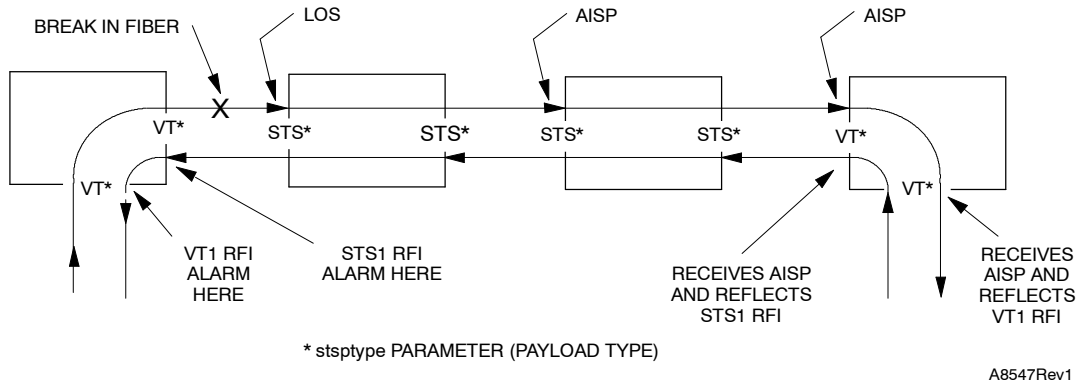 BREAK IN FIBER
LOS
AISP
AISP
X
VT*
STS*
STS*
STS*
STS*
VT*
VT*
VT*
VT1 RFI
ALARM
HERE
STS1 RFI
ALARM HERE
RECEIVES AISP
AND REFLECTS
STS1 RFI
RECEIVES
AISP AND
REFLECTS
VT1 RFI
* stsptype PARAMETER (PAYLOAD TYPE)
A8547Rev1